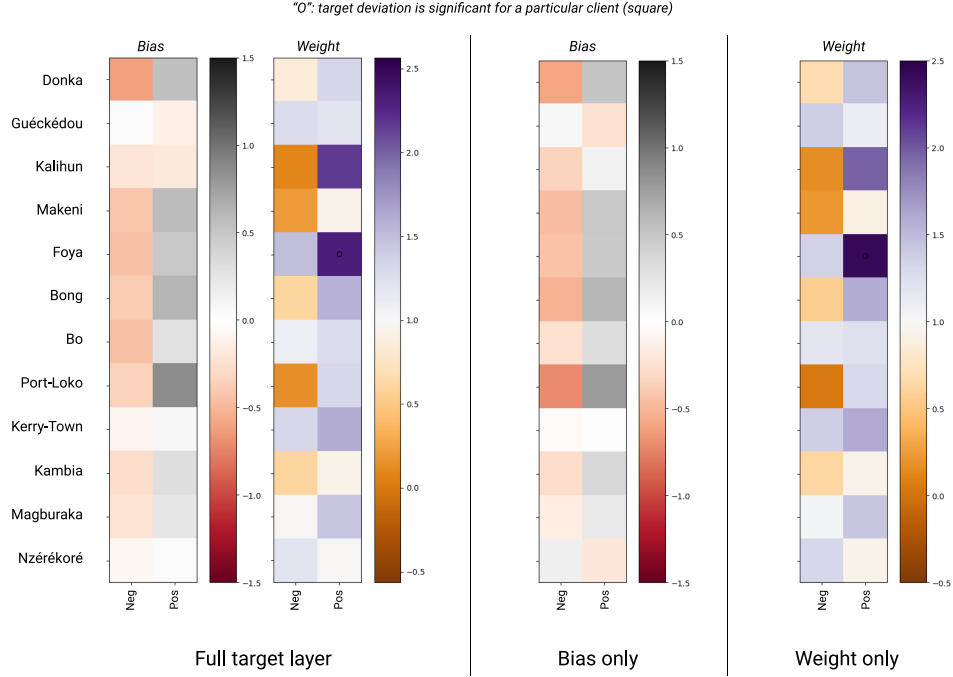 "O": target deviation is significant for a particular client (square)
Bias
Weight
Bias
Weight
Donka
Guéckédou
Kalihun
Makeni
Foya
Bong
Bo
Port-Loko
Kerry-Town
Kambia
Magburaka
Nzérékoré
1.5
1.0
0.5
0.0
−0.5
−1.0
−1.5
2.5
2.0
1.5
1.0
0.5
0.0
−0.5
1.5
1.0
0.5
0.0
−0.5
−1.0
−1.5
2.5
2.0
1.5
1.0
0.5
0.0
−0.5
O
O
Neg
Pos
Neg
Pos
Neg
Pos
Neg
Pos
Full target layer
Bias only
Weight only